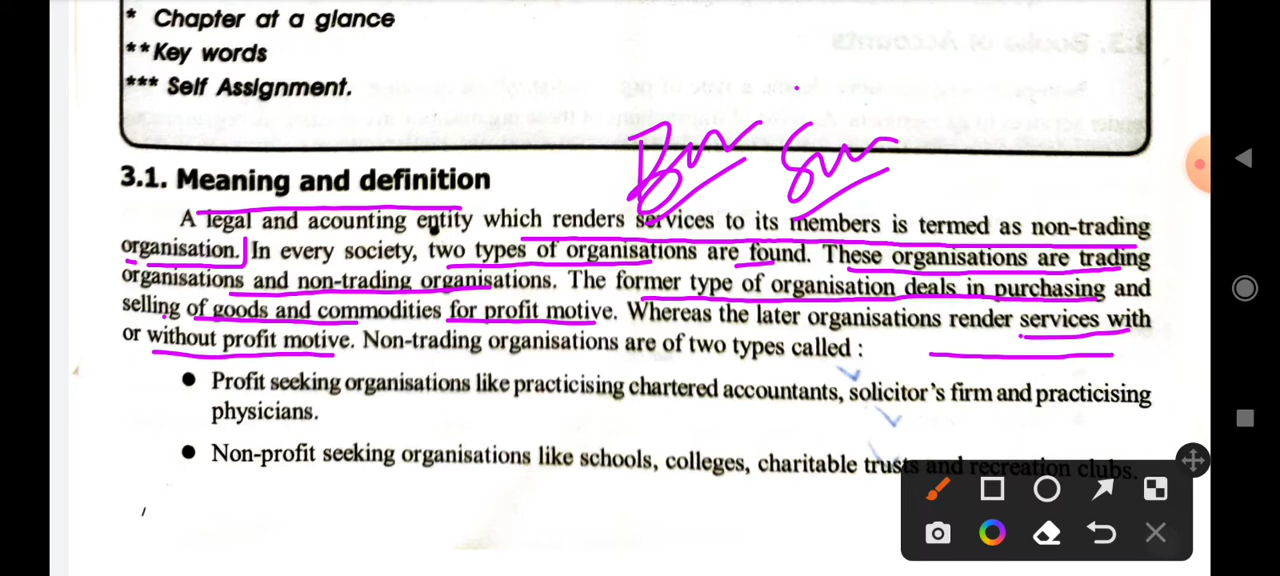 * Chapter at a glance
** Key words
*** Self Assignment.
3.1. Meaning and definition
A legal and acounting entity which renders services to its members is termed as non-trading
organisation. In every society, two types of organisations are found. These organisations are trading
organisations and non-trading organisations. The former type of organisation deals in purchasing and
selling of goods and commodities for profit motive. Whereas the later organisations render services with
or without profit motive. Non-trading organisations are of two types called :
● Profit seeking organisations like practicising chartered accountants, solicitor's firm and practicising
physicians.
● Non-profit seeking organisations like schools, colleges, charitable trusts and recreation clubs.